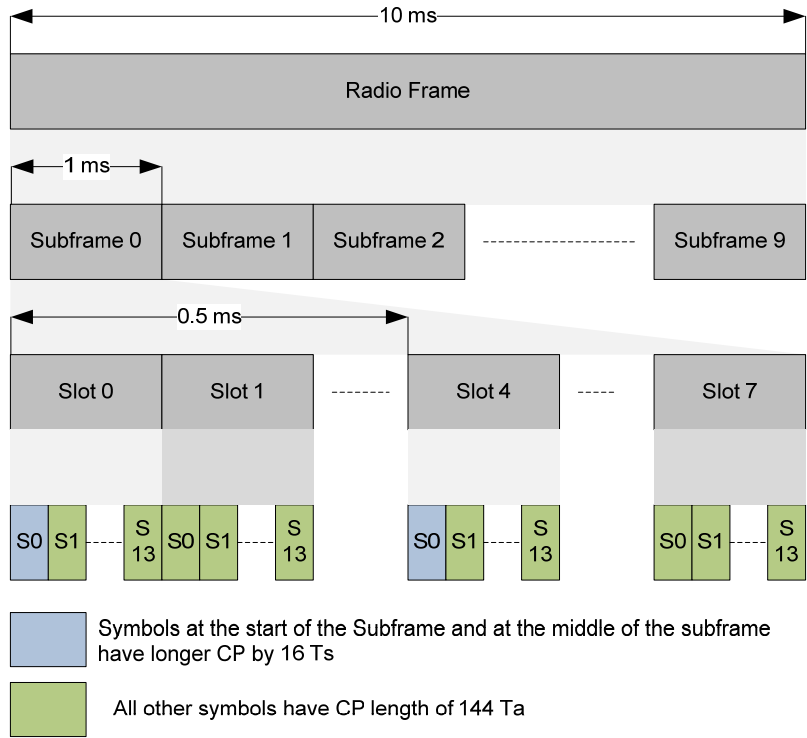 10 ms
Radio Frame
1 ms
Subframe 0 Subframe 1 Subframe 2 Subframe 9
0.5 ms
Slot 0 Slot 1 Slot 4 Slot 7
S0 S1 S 13 S0 S1 S 13 S0 S1 S 13 S0 S1 S 13
Symbols at the start of the Subframe and at the middle of the subframe
have longer CP by 16 Ts
All other symbols have CP length of 144 Ta